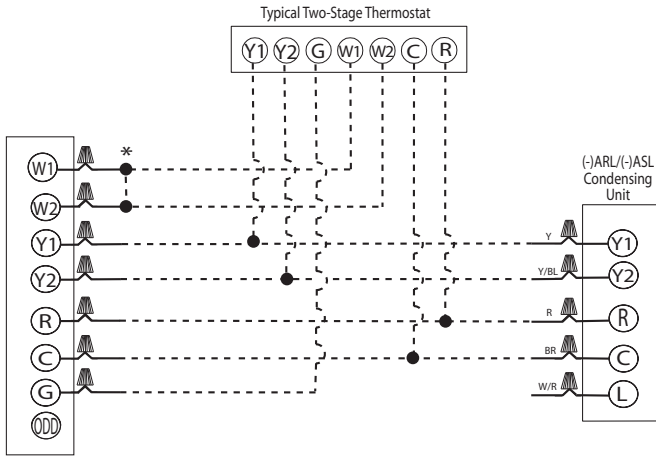 Typical Two-Stage Thermostat
Y1 Y2 G W1 W2 C R
*
(-)ARL/(-)ASL
Condensing
Unit
W1
W2
Y1 Y Y1
Y2 Y/BL Y2
R R R
C BR C
G W/R L
ODD